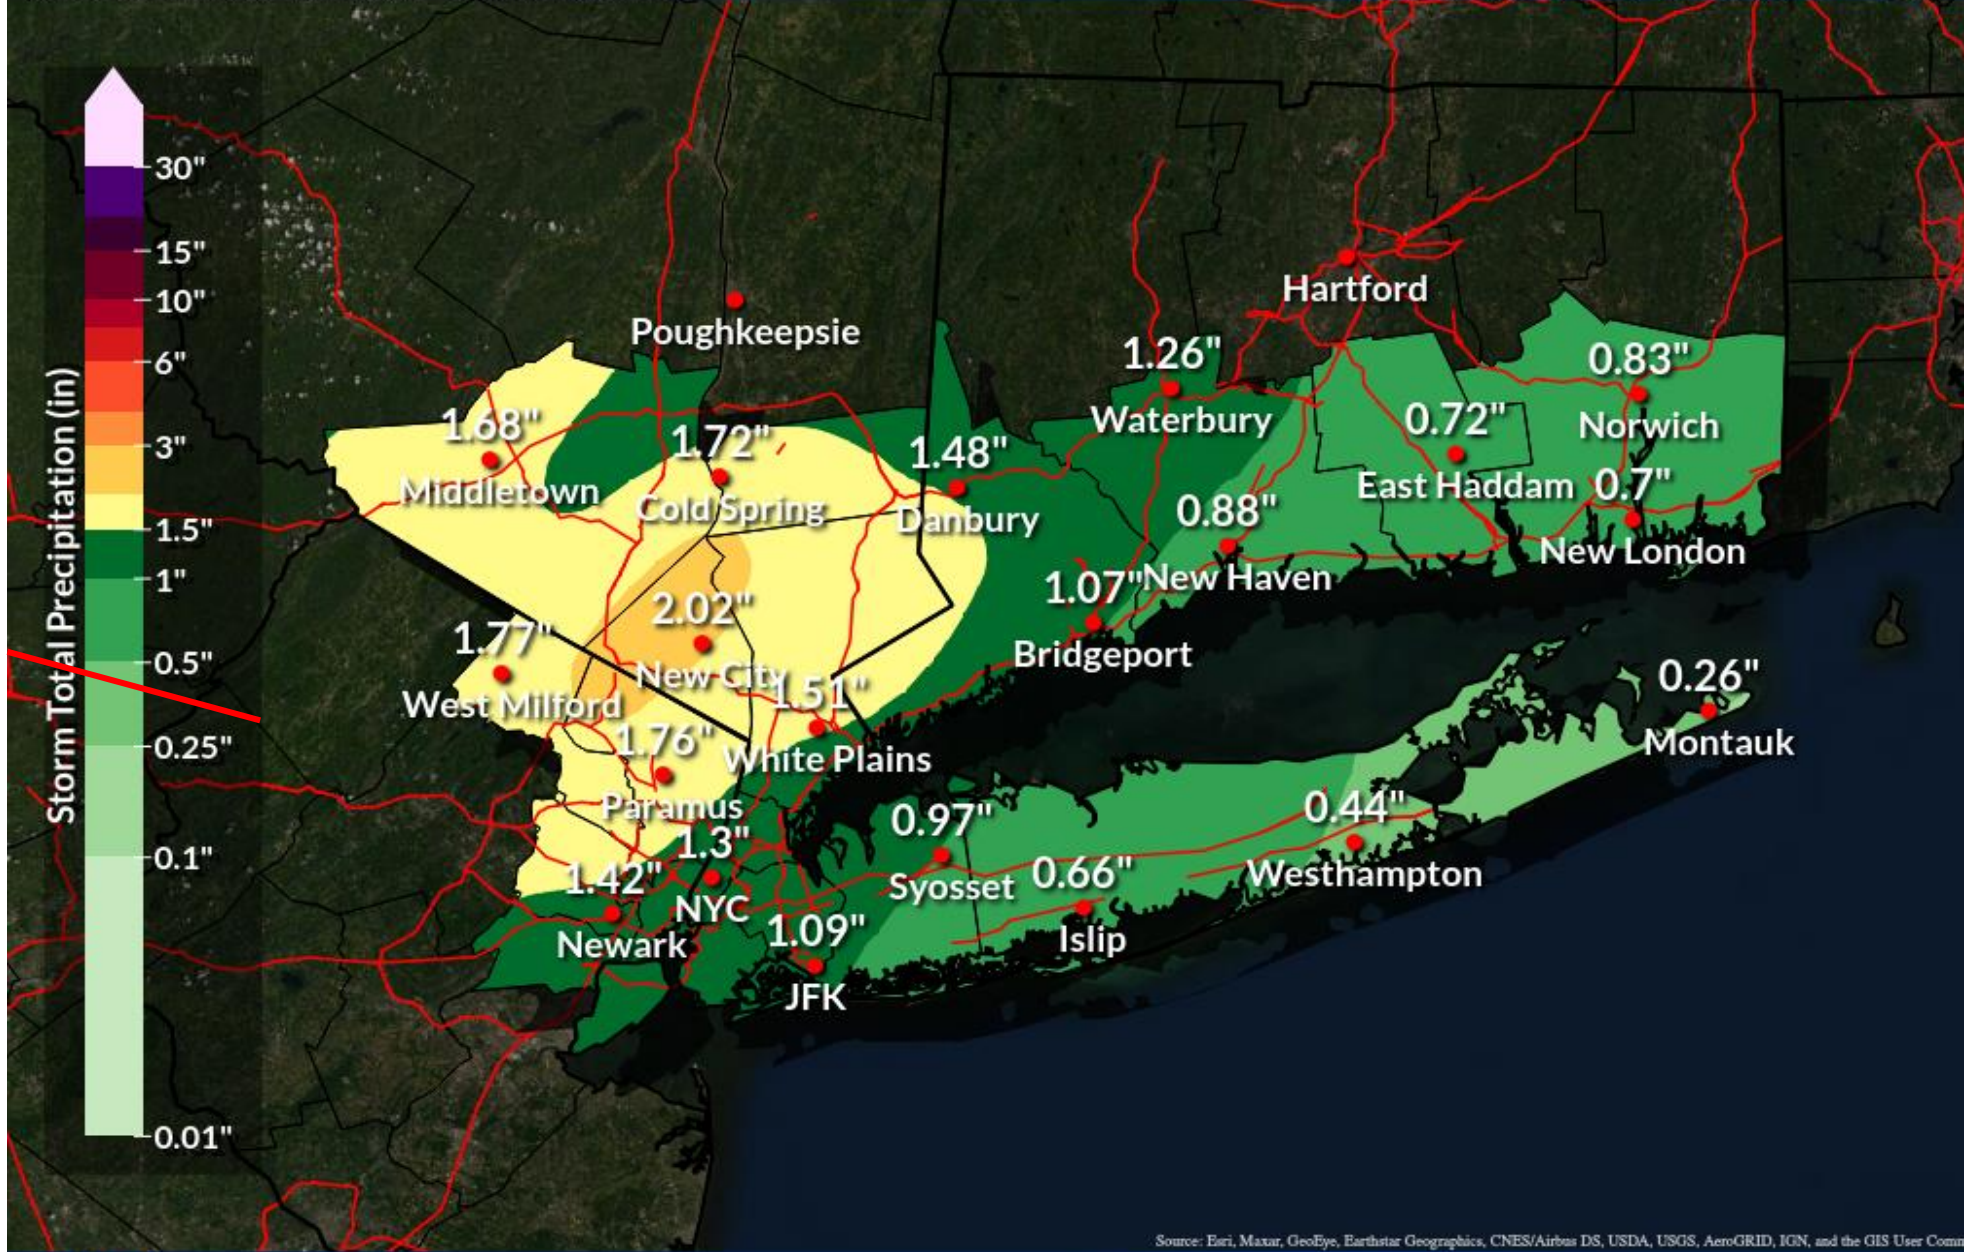 Storm Total Precipitation (in)
30"
15"
10"
6"
3"
1.5"
1"
0.5"
0.25"
0.1"
0.01"
Hartford
Poughkeepsie
1.26"
Waterbury
0.83"
Norwich
1.68"
Middletown
1.72"
Cold Spring
1.48"
Danbury
0.72"
East Haddam
0.7"
New London
0.88"
New Haven
1.07"
Bridgeport
2.02"
New City
1.77"
West Milford
1.51"
White Plains
0.26"
Montauk
1.76"
Paramus
1.3"
NYC
0.97"
Syosset
0.44"
Westhampton
1.42"
Newark
0.66"
Islip
1.09"
JFK
Source: Esri, Maxar, GeoEye, Earthstar Geographics, CNES/Airbus DS, USDA, USGS, AeroGRID, IGN, and the GIS User Com